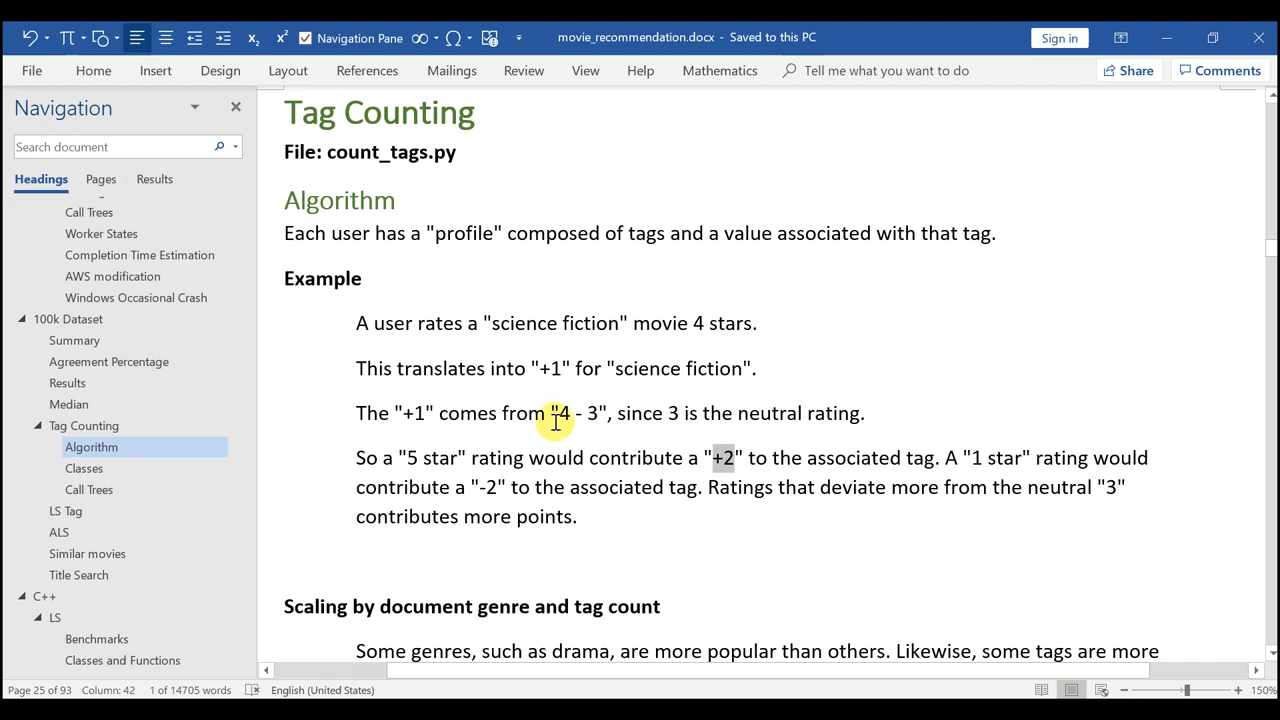 Navigation Pane
movie_recommendation.docx - Saved to this PC
Sign in
File Home Insert Design Layout References Mailings Review View Help Mathematics Tell me what you want to do Share Comments
Navigation
Search document
Headings Pages Results
Call Trees
Worker States
Completion Time Estimation
AWS modification
Windows Occasional Crash
100k Dataset
Summary
Agreement Percentage
Results
Median
Tag Counting
Algorithm
Classes
Call Trees
LS Tag
ALS
Similar movies
Title Search
C++
LS
Benchmarks
Classes and Functions
Tag Counting
File: count_tags.py
Algorithm
Each user has a "profile" composed of tags and a value associated with that tag.
Example
A user rates a "science fiction" movie 4 stars.
This translates into "+1" for "science fiction".
The "+1" comes from "4 - 3", since 3 is the neutral rating.
So a "5 star" rating would contribute a "+2" to the associated tag. A "1 star" rating would
contribute a "-2" to the associated tag. Ratings that deviate more from the neutral "3"
contributes more points.
Scaling by document genre and tag count
Some genres, such as drama, are more popular than others. Likewise, some tags are more
Page 25 of 93 Column: 42 1 of 14705 words English (United States) 150%